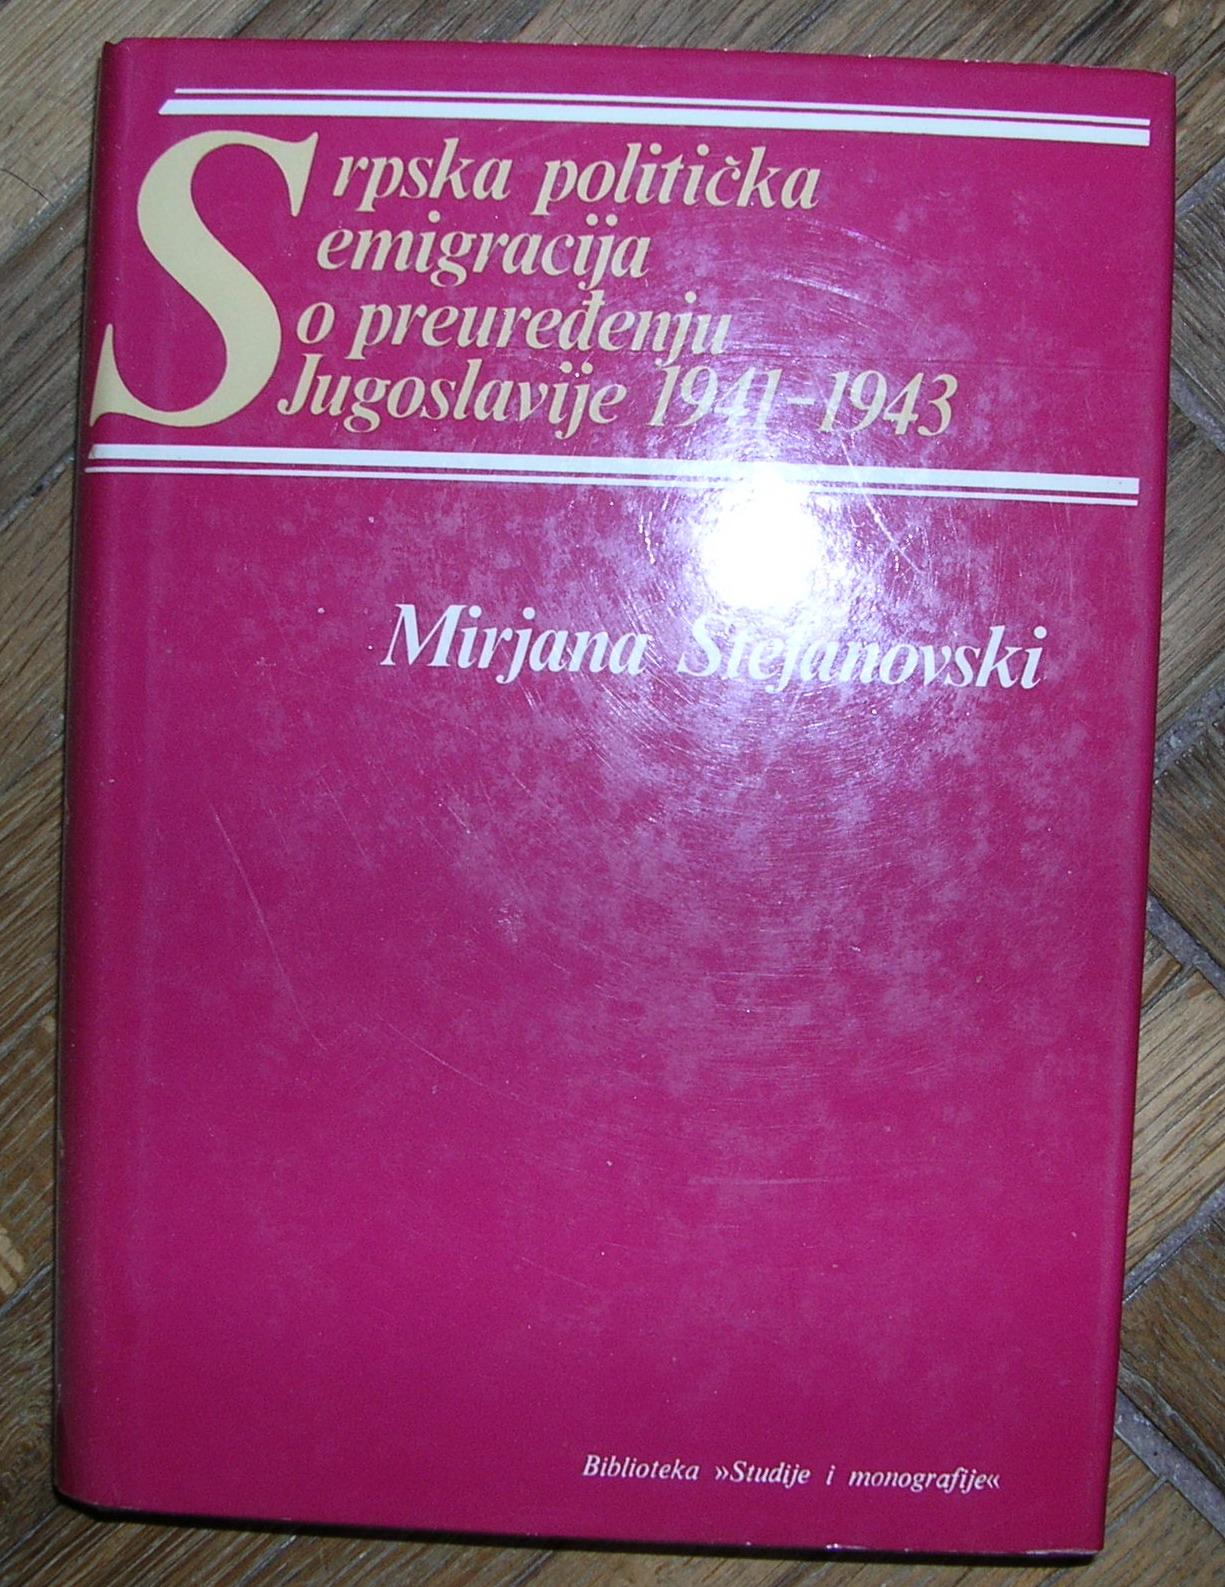 Srpska politička
emigracija
o preuređenju
Jugoslavije 1941-1943
Mirjana Stefanovski
Biblioteka »Studije i monografije«